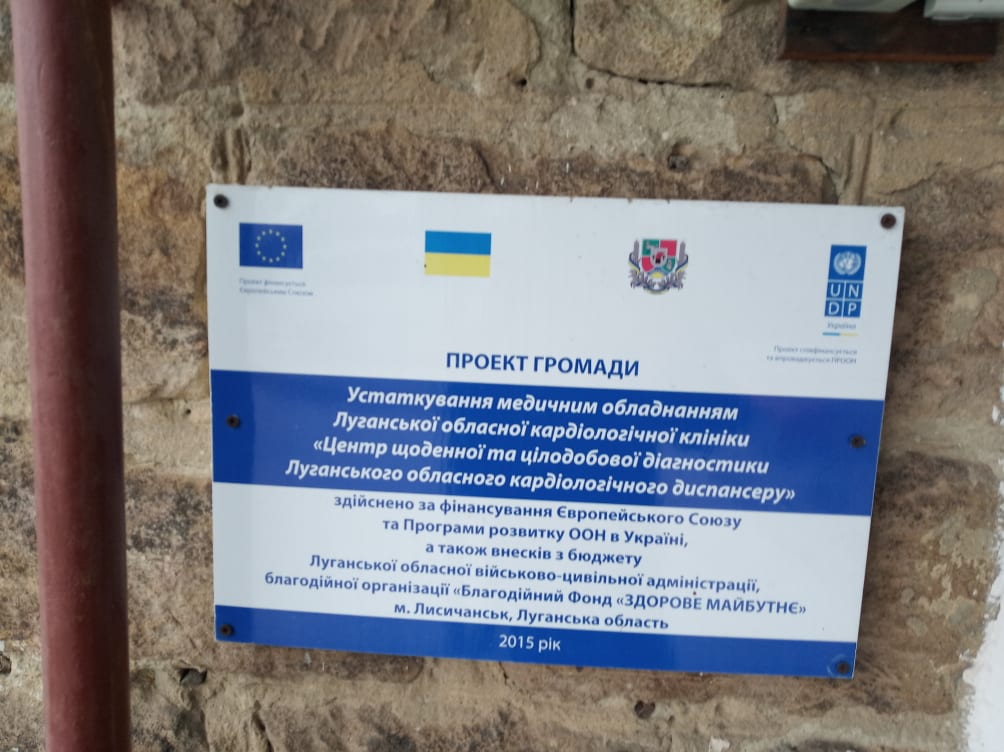 Проект фінансується
Європейським Союзом
UN
DP
Україна
Проект співфінансується
та впроваджується ПРООН
ПРОЕКТ ГРОМАДИ
Устаткування медичним обладнанням
Луганської обласної кардіологічної клініки
«Центр щоденної та цілодобової діагностики
Луганського обласного кардіологічного диспансеру»
здійснено за фінансування Європейського Союзу
та Програми розвитку ООН в Україні,
а також внесків з бюджету
Луганської обласної військово-цивільної адміністрації,
благодійної організації «Благодійний Фонд «ЗДОРОВЕ МАЙБУТНЄ»
м. Лисичанськ, Луганська область
2015 рік